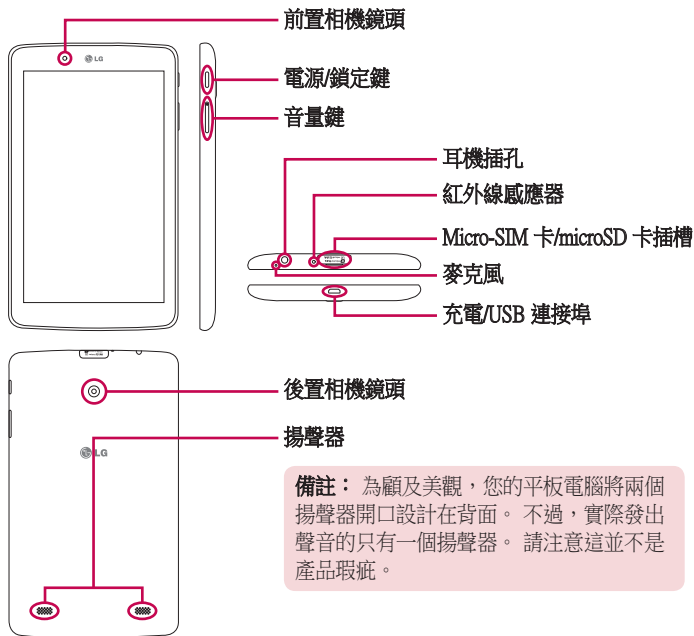 前置相機鏡頭
LG
電源/鎖定鍵
音量鍵
耳機插孔
紅外線感應器
Micro-SIM 卡/microSD 卡插槽
麥克風
充電/USB 連接埠
後置相機鏡頭
揚聲器
LG
備註： 為顧及美觀，您的平板電腦將兩個
揚聲器開口設計在背面。 不過，實際發出
聲音的只有一個揚聲器。 請注意這並不是
產品瑕疵。